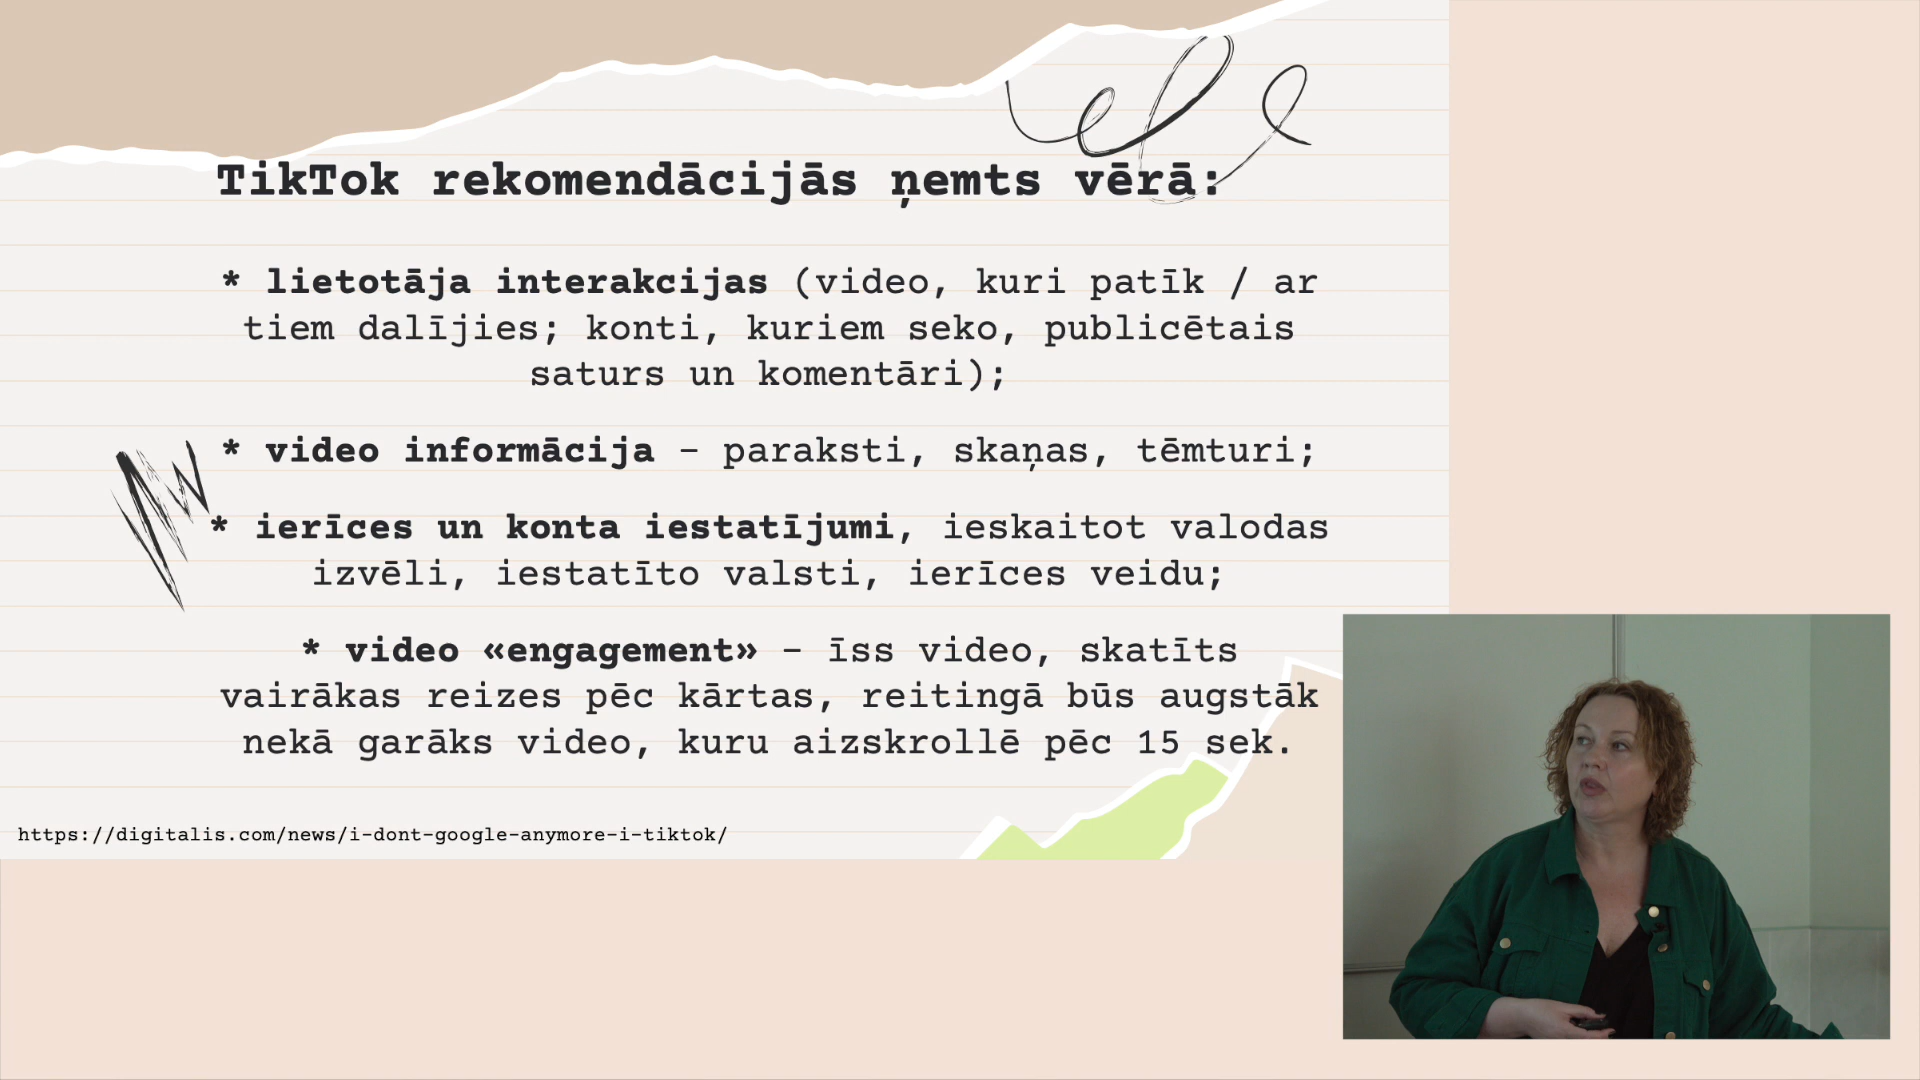 TikTok rekomendācijās ņemts vērā:
* lietotāja interakcijas (video, kuri patīk / ar
tiem dalījies; konti, kuriem seko, publicētais
saturs un komentāri);
* video informācija – paraksti, skaņas, tēmturi;
* ierīces un konta iestatījumi, ieskaitot valodas
izvēli, iestatīto valsti, ierīces veidu;
* video «engagement» – īss video, skatīts
vairākas reizes pēc kārtas, reitingā būs augstāk
nekā garāks video, kuru aizskrollē pēc 15 sek.
https://digitalis.com/news/i-dont-google-anymore-i-tiktok/